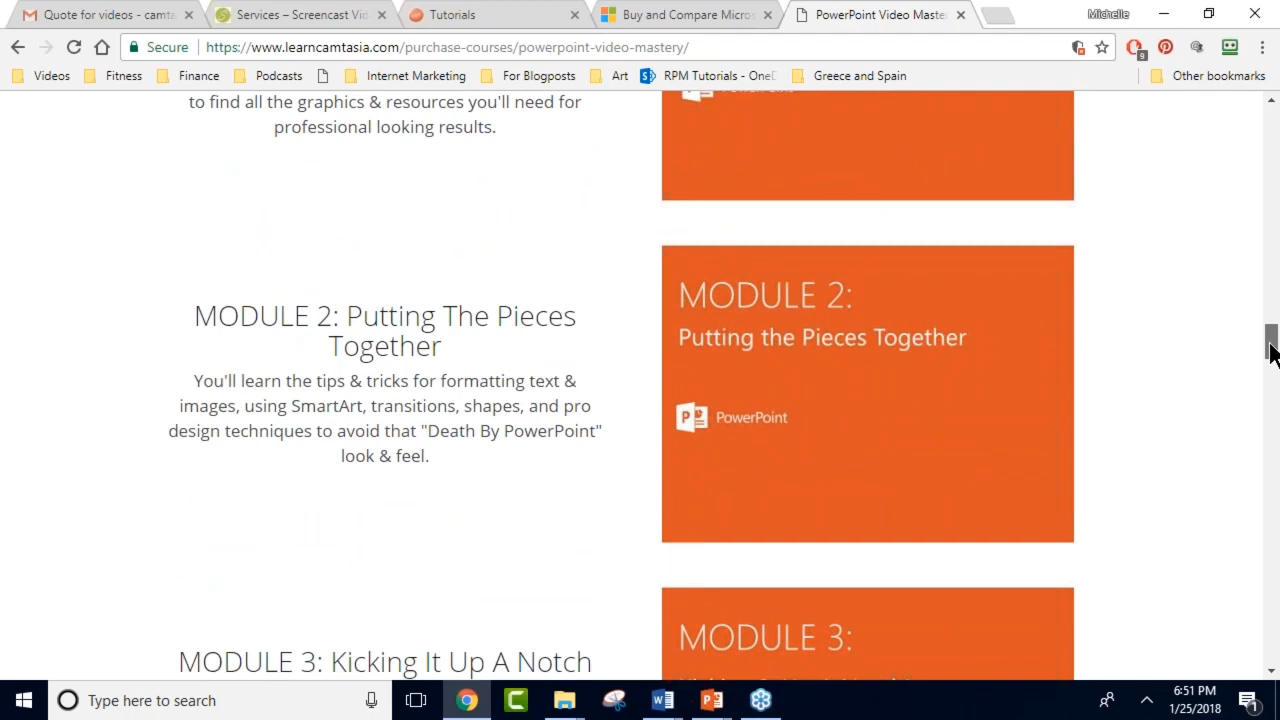 Quote for videos - camta
Services – Screencast Vid
Tutorials
Buy and Compare Micros
PowerPoint Video Maste
Michelle
Secure
https://www.learncamtasia.com/purchase-courses/powerpoint-video-mastery/
9
Videos
Fitness
Finance
Podcasts
Internet Marketing
For Blogposts
Art
RPM Tutorials - OneD
Greece and Spain
Other bookmarks
to find all the graphics & resources you'll need for
professional looking results.
MODULE 2: Putting The Pieces
Together
You'll learn the tips & tricks for formatting text &
images, using SmartArt, transitions, shapes, and pro
design techniques to avoid that "Death By PowerPoint"
look & feel.
MODULE 2:
Putting the Pieces Together
PowerPoint
MODULE 3: Kicking It Up A Notch
MODULE 3:
Type here to search
6:51 PM
1/25/2018
1